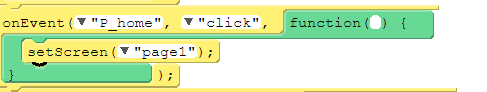 onEvent(▼"P_home", ▼"click", function( ) {
setScreen(▼"page1");
} );